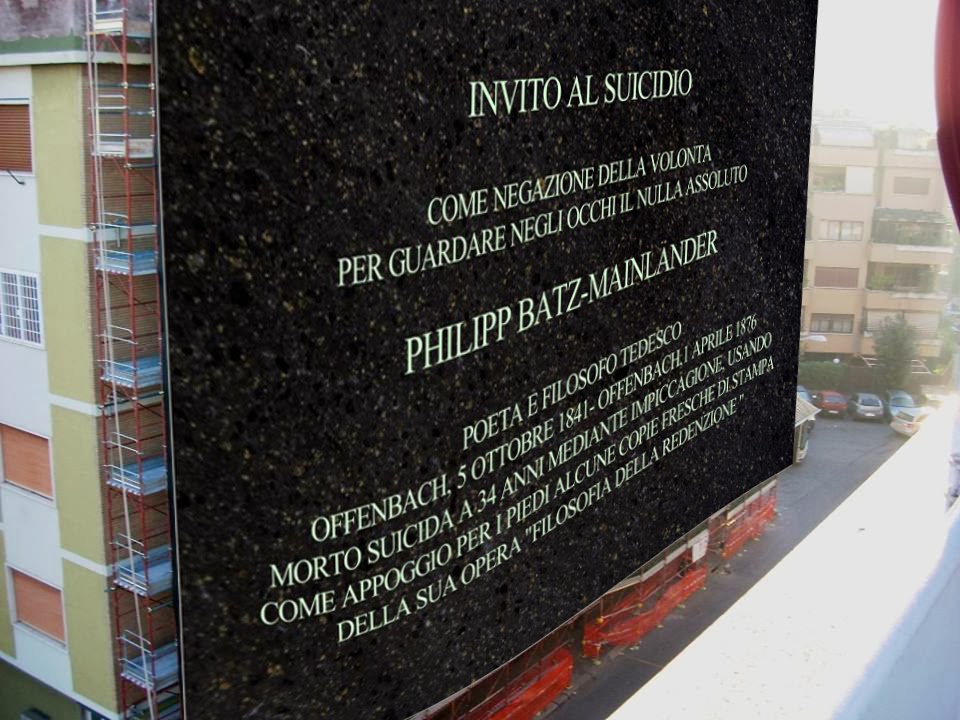 INVITO AL SUICIDIO
COME NEGAZIONE DELLA VOLONTA
PER GUARDARE NEGLI OCCHI IL NULLA ASSOLUTO
PHILIPP BATZ-MAINLANDER
POETA E FILOSOFO TEDESCO
OFFENBACH, 5 OTTOBRE 1841- OFFENBACH.1 APRILE 1876
MORTO SUICIDA A 34 ANNI MEDIANTE IMPICCAGIONE, USANDO
COME APPOGGIO PER I PIEDI ALCUNE COPIE FRESCHE DI STAMPA
DELLA SUA OPERA "FILOSOFIA DELLA REDENZIONE "